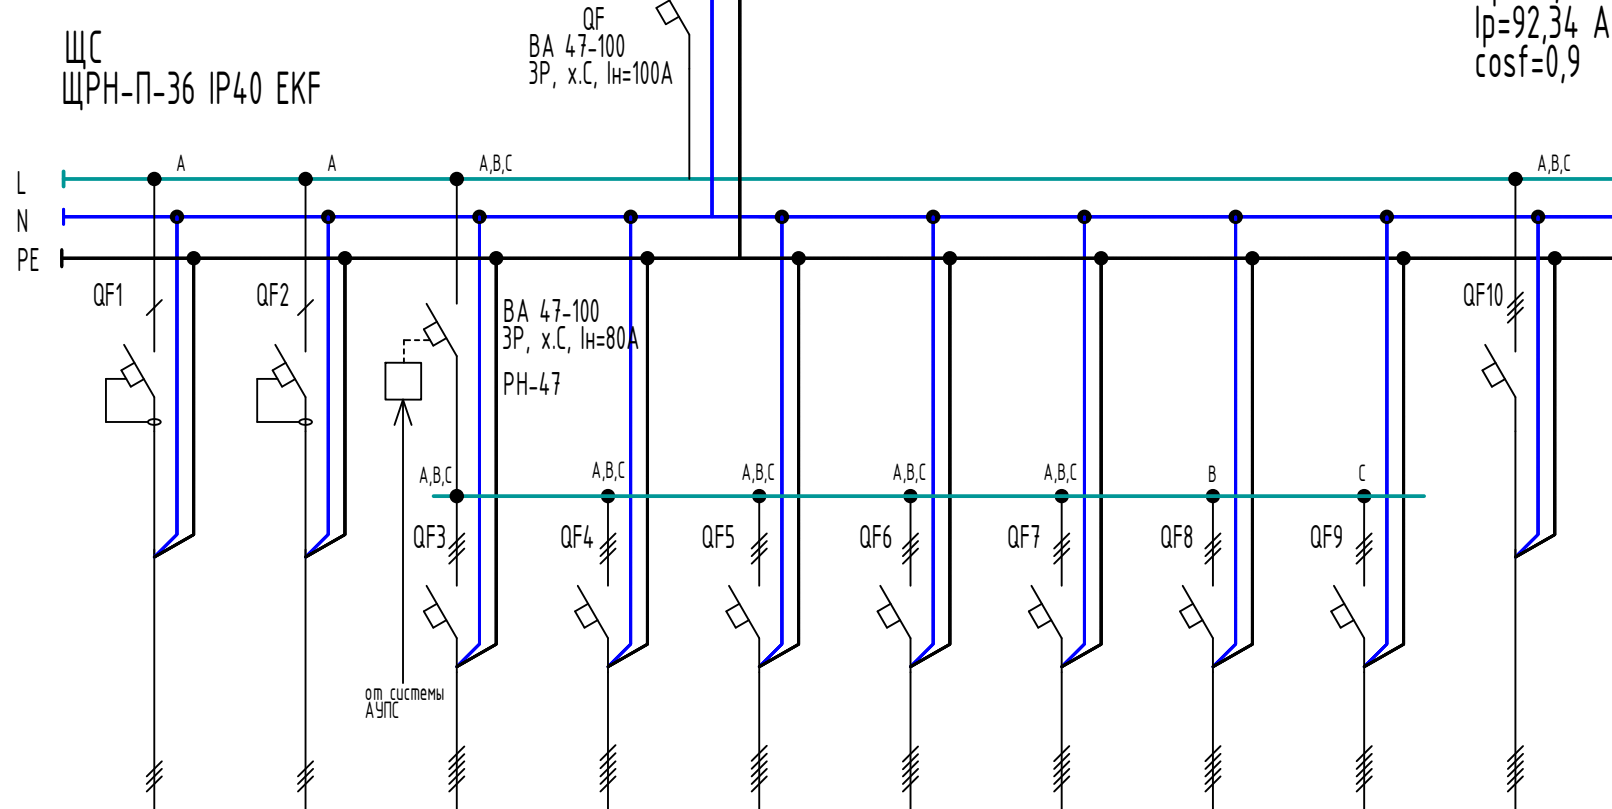 QF
ВА 47-100
3Р, х.С, Iн=100А
Iр=92,34 А
cosf=0,9
ЩС
ЩРН-П-36 IP40 EKF
L
N
PE
A
A
A,B,C
A,B,C
QF1
QF2
ВА 47-100
3Р, х.С, Iн=80А
РН-47
QF10
A,B,C
A,B,C
A,B,C
A,B,C
A,B,C
B
C
QF3
QF4
QF5
QF6
QF7
QF8
QF9
от системы
АУПС